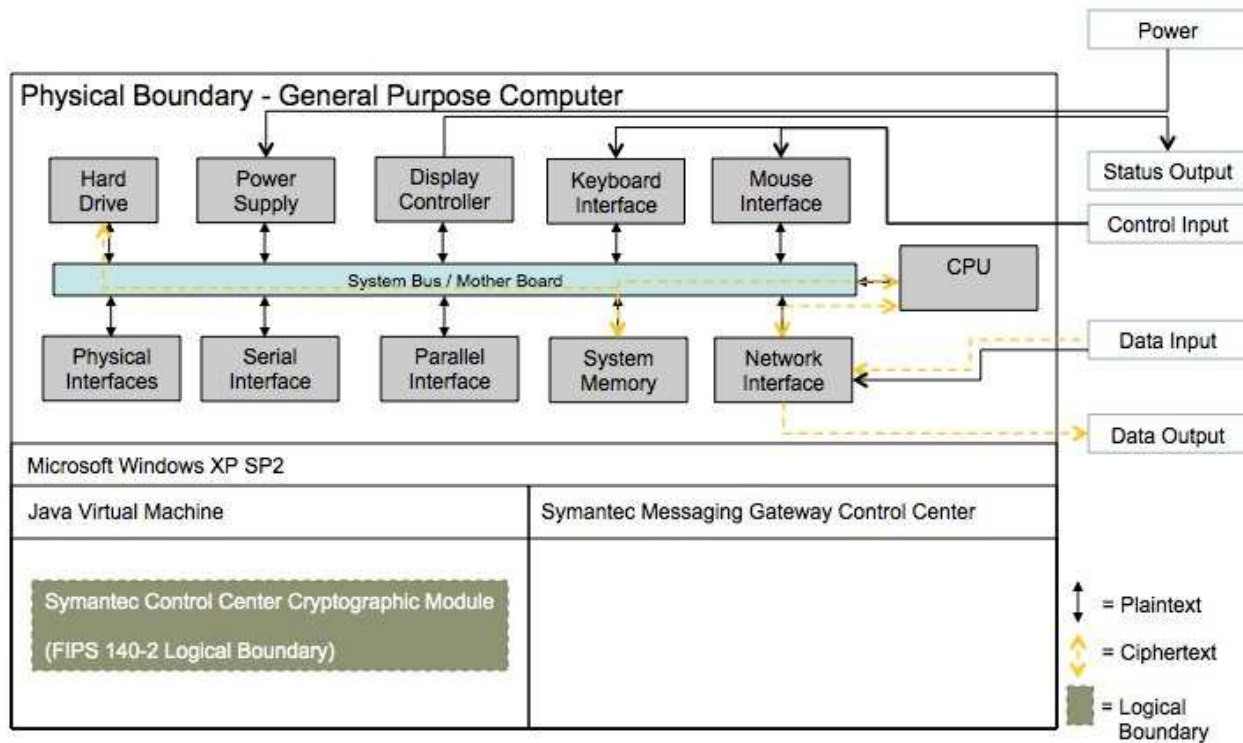 Power
Physical Boundary - General Purpose Computer
Hard
Drive
Power
Supply
Display
Controller
Keyboard
Interface
Mouse
Interface
Status Output
Control Input
System Bus / Mother Board
CPU
Physical
Interfaces
Serial
Interface
Parallel
Interface
System
Memory
Network
Interface
Data Input
Data Output
Microsoft Windows XP SP2
Java Virtual Machine
Symantec Messaging Gateway Control Center
Symantec Control Center Cryptographic Module
(FIPS 140-2 Logical Boundary)
= Plaintext
= Ciphertext
= Logical
Boundary